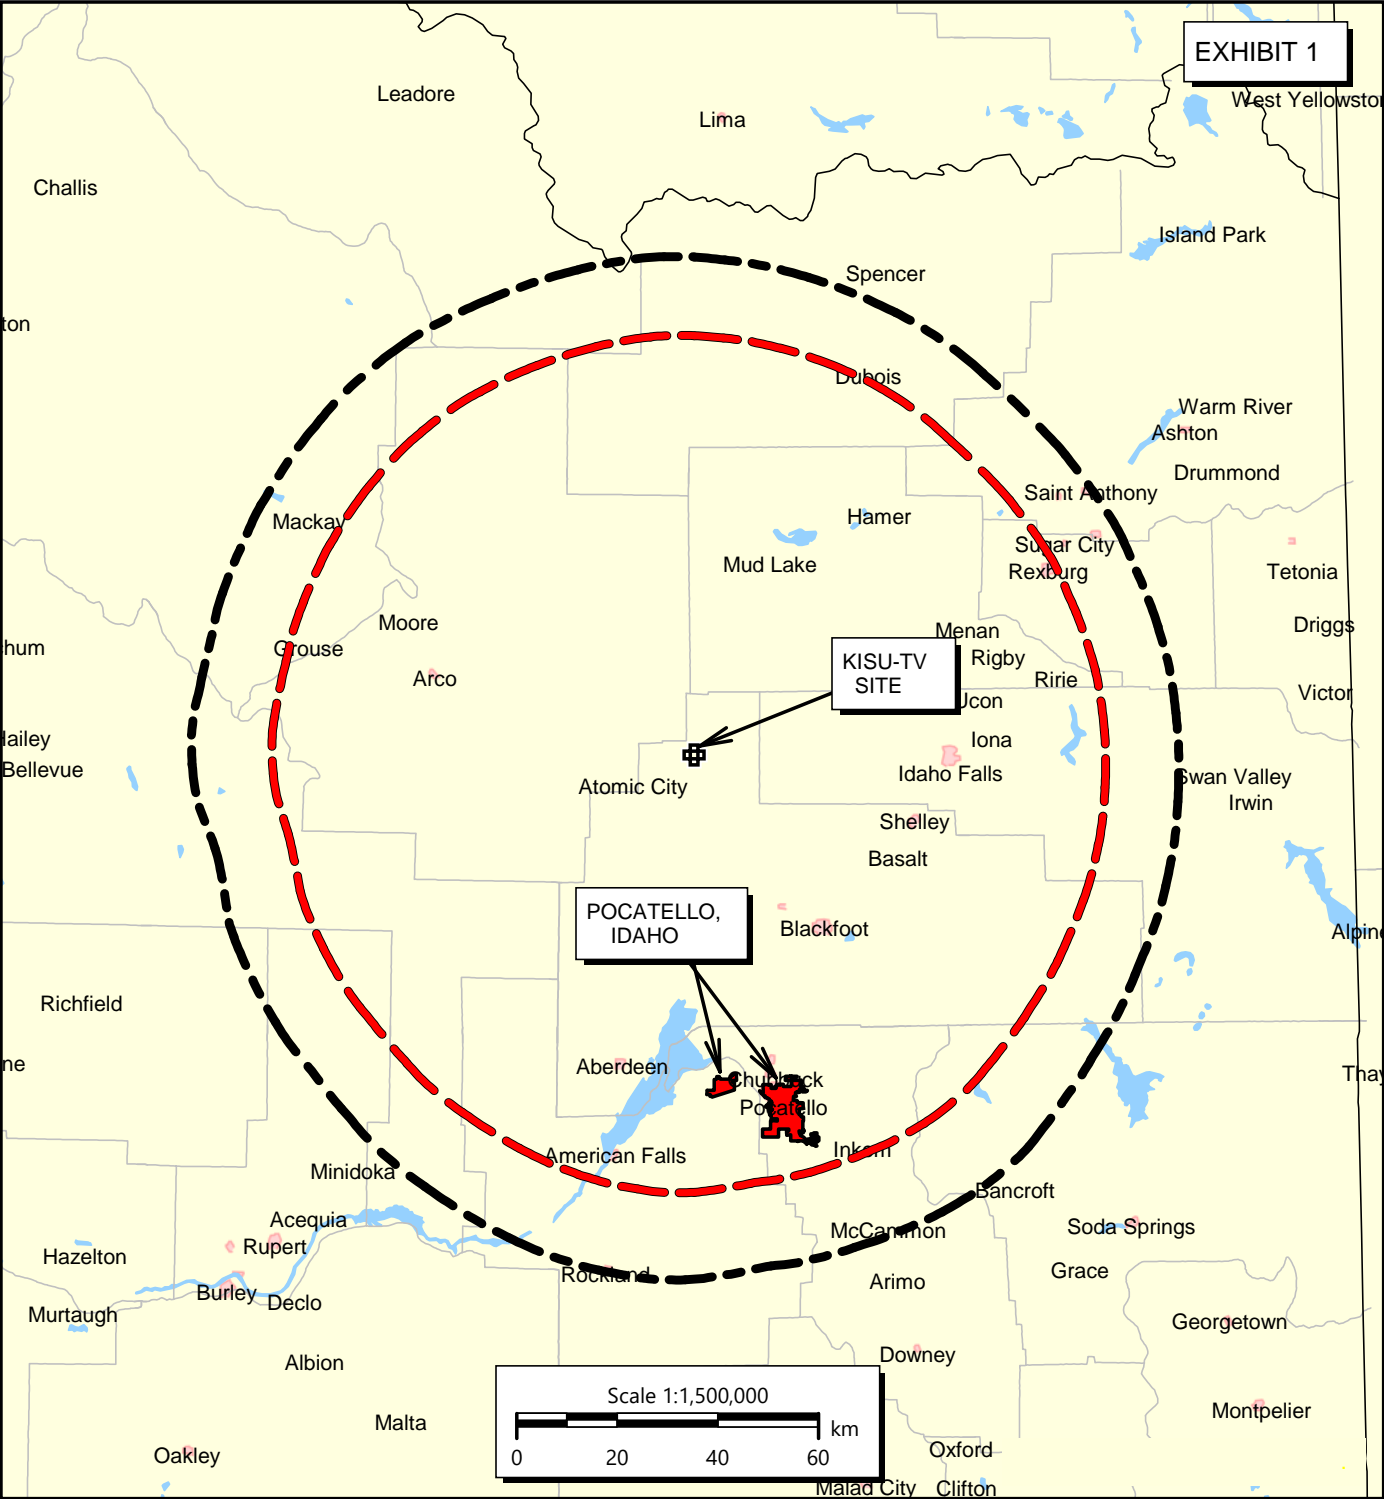 EXHIBIT 1
Leadore
West Yellowston
Lima
Challis
Island Park
Spencer
ton
Dubois
Warm River
Ashton
Drummond
Saint Anthony
Mackay
Hamer
Sugar City
Mud Lake
Rexburg
Tetonia
Moore
Driggs
Menan
Grouse
chum
KISU-TV
SITE
Rigby
Arco
Ririe
Victor
Ucon
Hailey
Iona
Bellevue
Idaho Falls
Swan Valley
Atomic City
Irwin
Shelley
Basalt
POCATELLO,
IDAHO
Blackfoot
Alpine
Richfield
ne
Aberdeen
Thay
Chubbuck
Pocatello
Inkom
American Falls
Minidoka
Bancroft
Acequia
Soda Springs
McCammon
Rupert
Hazelton
Grace
Rockland
Arimo
Burley
Declo
Murtaugh
Georgetown
Downey
Albion
Scale 1:1,500,000
Montpelier
Malta
km
0 20 40 60
Oakley
Oxford
Malad City
Clifton